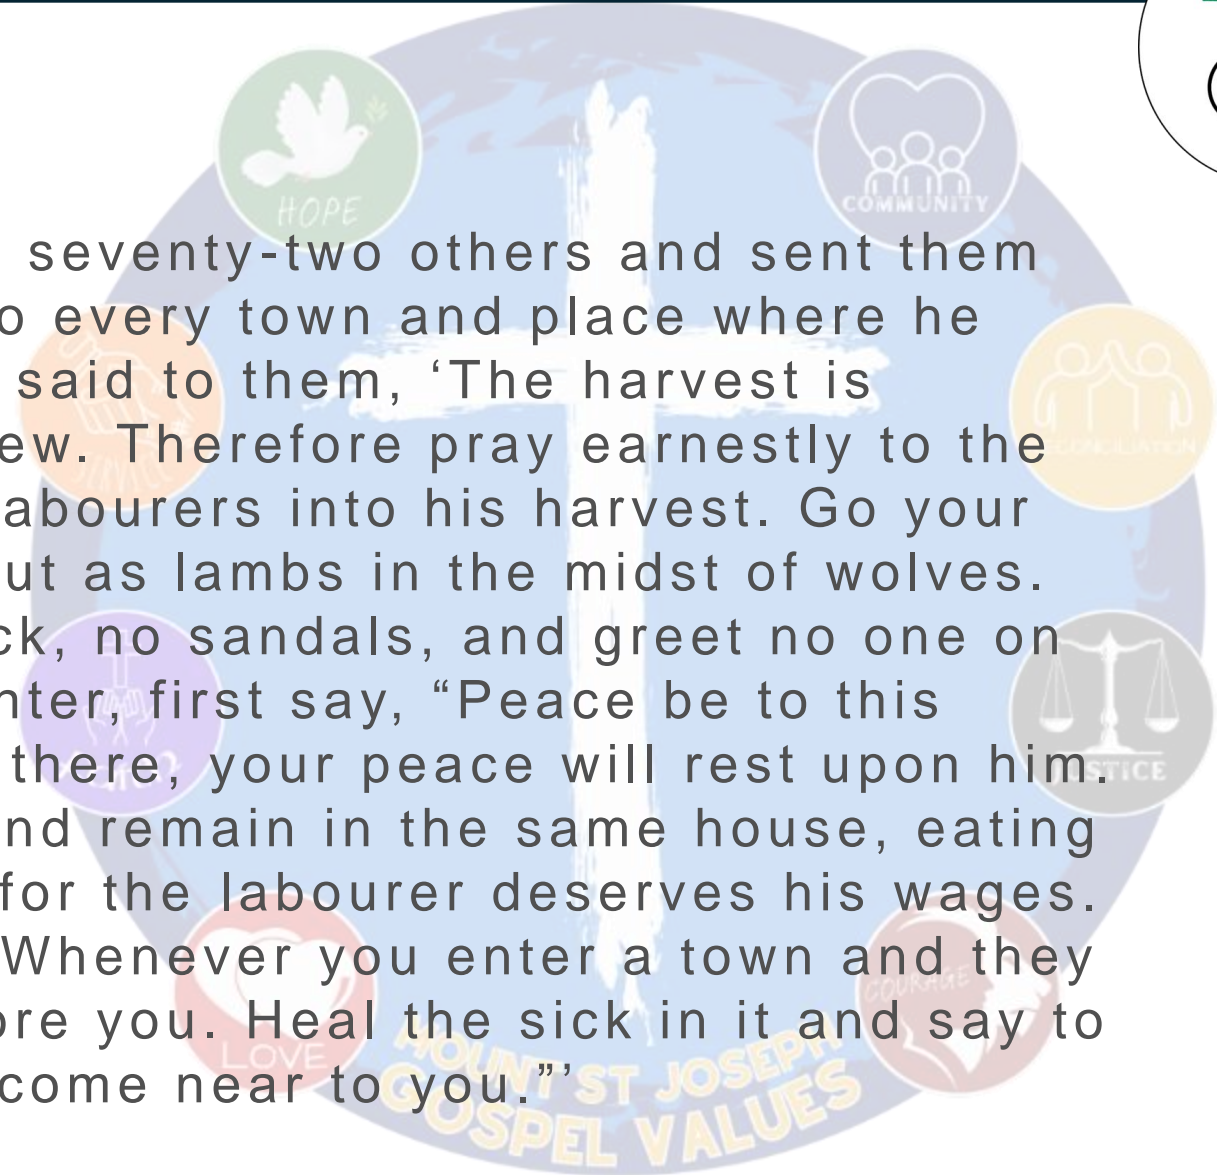 HOPE
COMMUNITY
seventy-two others and sent them
o every town and place where he
said to them, ‘The harvest is
ew. Therefore pray earnestly to the
RECONCILIATION
SERVICE
abourers into his harvest. Go your
ut as lambs in the midst of wolves.
ck, no sandals, and greet no one on
nter, first say, “Peace be to this
there, your peace will rest upon him.
JUSTICE
nd remain in the same house, eating
for the labourer deserves his wages.
Whenever you enter a town and they
COURAGE
ore you. Heal the sick in it and say to
LOVE
come near to you.”’
MOUNT ST JOSEPH
GOSPEL VALUES